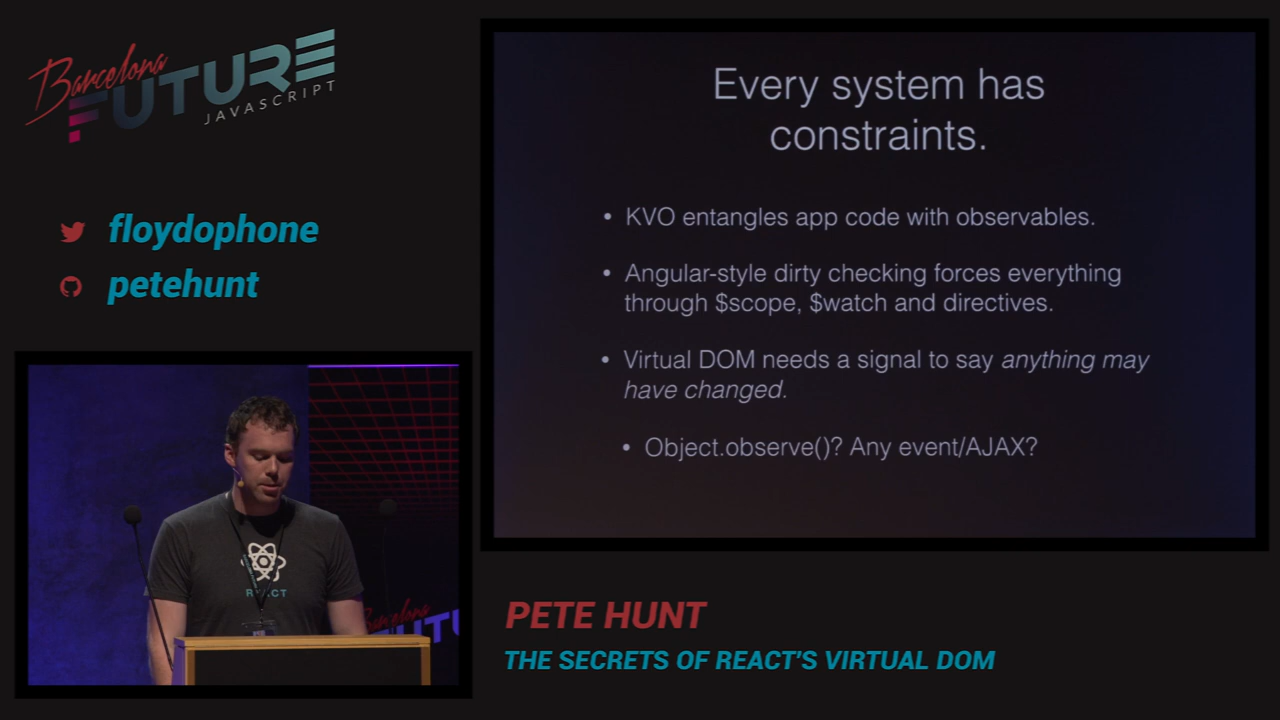 Barcelona
FUTURE
JAVASCRIPT
floydophone
petehunt
Every system has
constraints.
• KVO entangles app code with observables.
• Angular-style dirty checking forces everything
through $scope, $watch and directives.
• Virtual DOM needs a signal to say anything may
have changed.
• Object.observe()? Any event/AJAX?
REACT
Barcelona
FUTU
PETE HUNT
THE SECRETS OF REACT'S VIRTUAL DOM